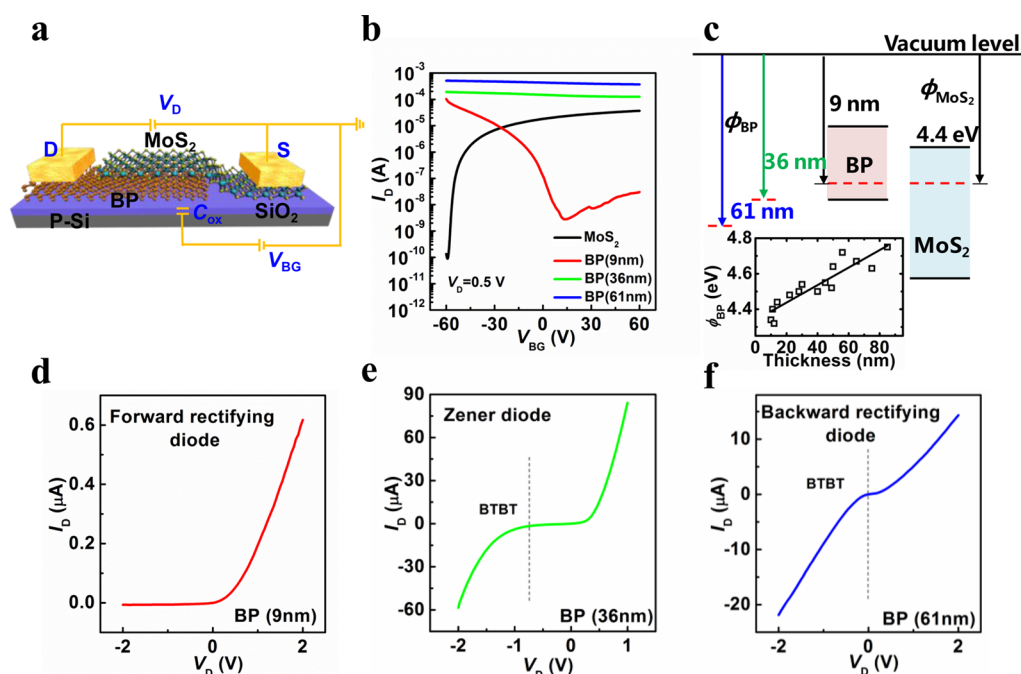 a
V_D
D
MoS₂
S
BP
SiO₂
P-Si
C_ox
V_BG
b
I_D (A)
10⁻³
10⁻⁴
10⁻⁵
10⁻⁶
10⁻⁷
10⁻⁸
10⁻⁹
10⁻¹⁰
10⁻¹¹
10⁻¹²
V_D=0.5 V
MoS₂
BP(9nm)
BP(36nm)
BP(61nm)
-60 -30 0 30 60
V_BG (V)
c
Vacuum level
ϕ_BP
9 nm
ϕ_MoS₂
4.4 eV
36 nm
BP
61 nm
MoS₂
4.8
4.6
4.4
ϕ_BP (eV)
0 20 40 60 80
Thickness (nm)
d
Forward rectifying
diode
I_D (μA)
0.6
0.4
0.2
0.0
BP (9nm)
-2 0 2
V_D (V)
e
Zener diode
I_D (μA)
90
60
30
0
-30
-60
BTBT
BP (36nm)
-2 -1 0 1
V_D (V)
f
Backward rectifying
diode
I_D (μA)
10
0
-10
-20
BTBT
BP (61nm)
-2 0 2
V_D (V)